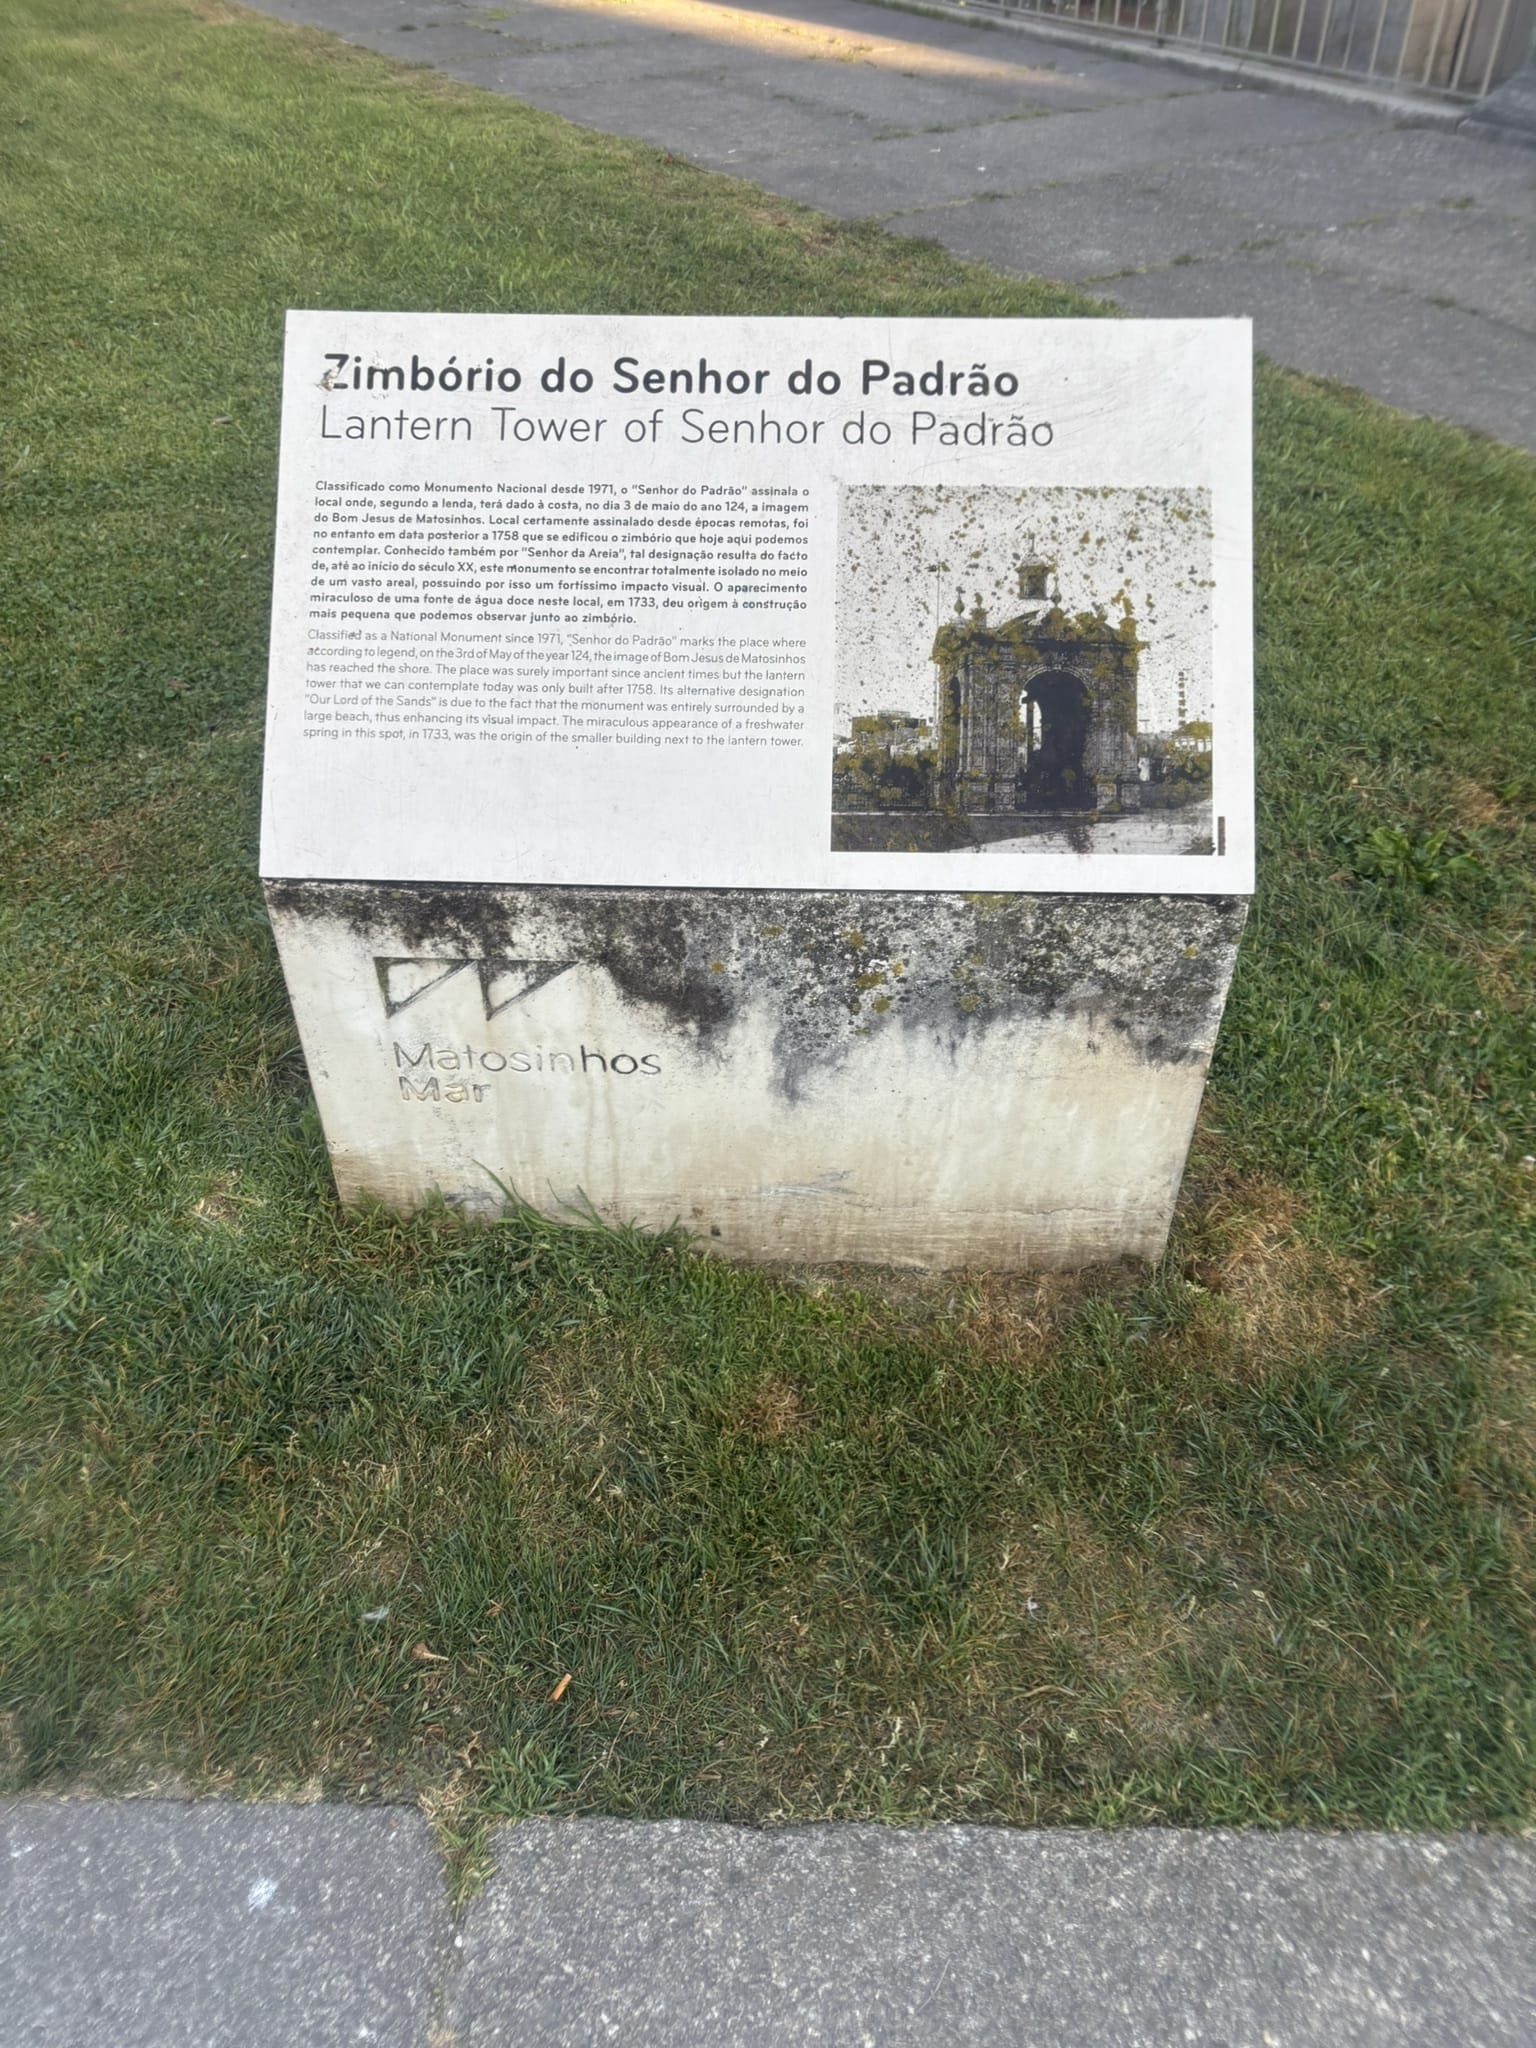 Zimbório do Senhor do Padrão
Lantern Tower of Senhor do Padrão
Classificado como Monumento Nacional desde 1971, o "Senhor do Padrão" assinala o
local onde, segundo a lenda, terá dado à costa, no dia 3 de maio do ano 124, a imagem
do Bom Jesus de Matosinhos. Local certamente assinalado desde épocas remotas, foi
no entanto em data posterior a 1758 que se edificou o zimbório que hoje aqui podemos
contemplar. Conhecido também por "Senhor da Areia", tal designação resulta do facto
de, até ao início do século XX, este monumento se encontrar totalmente isolado no meio
de um vasto areal, possuindo por isso um fortíssimo impacto visual. O aparecimento
miraculoso de uma fonte de água doce neste local, em 1733, deu origem à construção
mais pequena que podemos observar junto ao zimbório.
Classified as a National Monument since 1971, "Senhor do Padrão" marks the place where
according to legend, on the 3rd of May of the year 124, the image of Bom Jesus de Matosinhos
has reached the shore. The place was surely important since ancient times but the lantern
tower that we can contemplate today was only built after 1758. Its alternative designation
"Our Lord of the Sands" is due to the fact that the monument was entirely surrounded by a
large beach, thus enhancing its visual impact. The miraculous appearance of a freshwater
spring in this spot, in 1733, was the origin of the smaller building next to the lantern tower.
Matosinhos
Mar